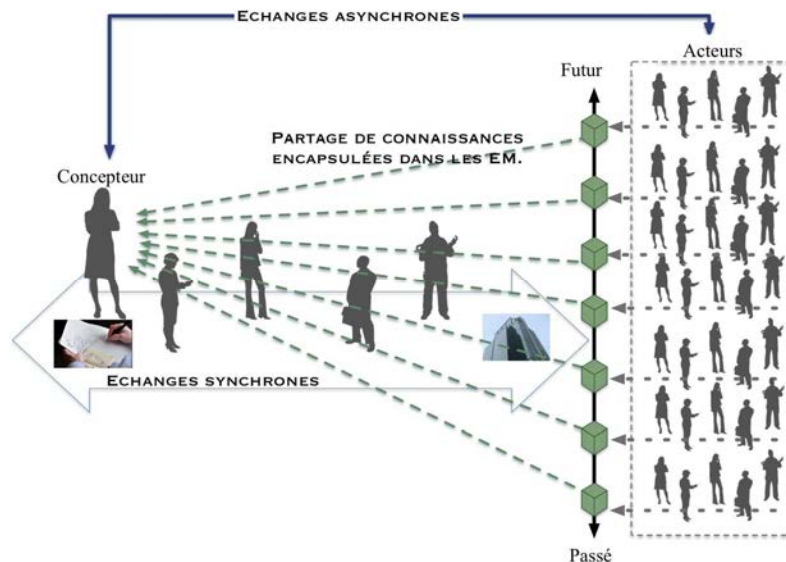 ECHANGES ASYNCHRONES
Acteurs
Futur
PARTAGE DE CONNAISSANCES
ENCAPSULÉES DANS LES EM.
Concepteur
ECHANGES SYNCHRONES
Passé